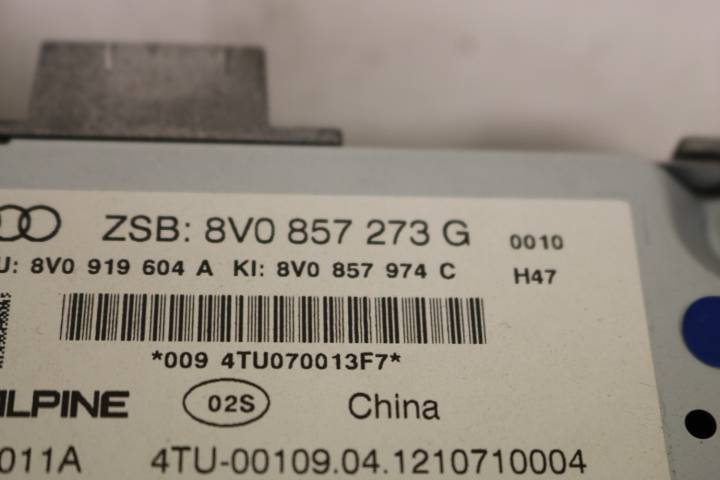 ZSB: 8V0 857 273 G 0010
U: 8V0 919 604 A KI: 8V0 857 974 C H47
*009 4TU070013F7*
ALPINE 02S China
011A 4TU-00109.04.1210710004